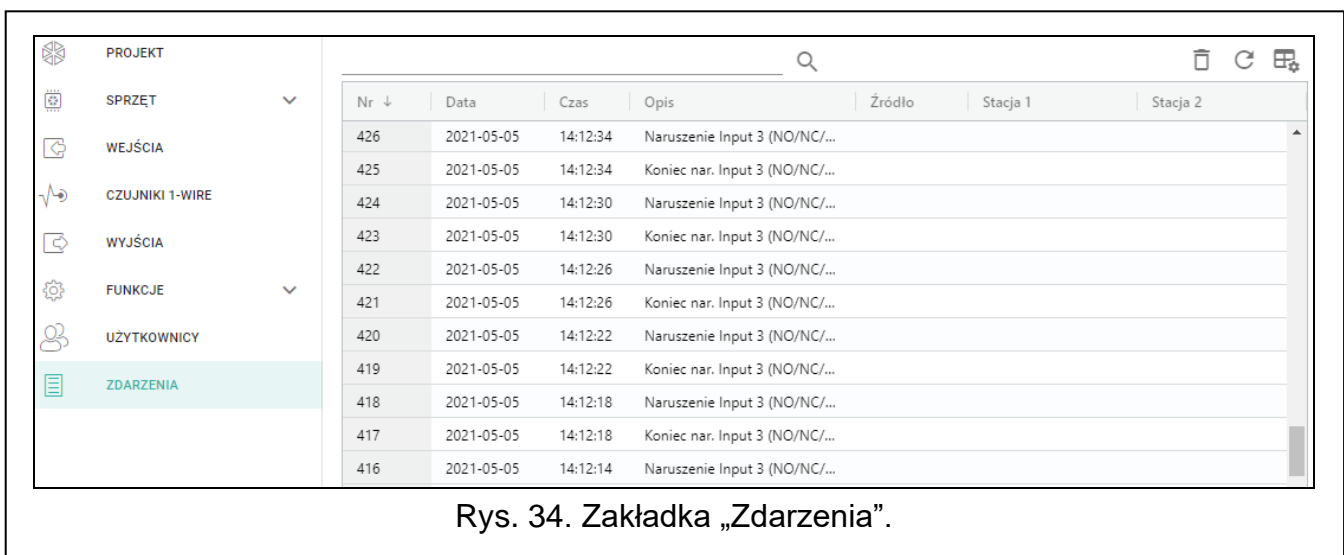 PROJEKT
SPRZĘT
WEJŚCIA
CZUJNIKI 1-WIRE
WYJŚCIA
FUNKCJE
UŻYTKOWNICY
ZDARZENIA
Nr ↓ Data Czas Opis Źródło Stacja 1 Stacja 2
426 2021-05-05 14:12:34 Naruszenie Input 3 (NO/NC/...
425 2021-05-05 14:12:34 Koniec nar. Input 3 (NO/NC/...
424 2021-05-05 14:12:30 Naruszenie Input 3 (NO/NC/...
423 2021-05-05 14:12:30 Koniec nar. Input 3 (NO/NC/...
422 2021-05-05 14:12:26 Naruszenie Input 3 (NO/NC/...
421 2021-05-05 14:12:26 Koniec nar. Input 3 (NO/NC/...
420 2021-05-05 14:12:22 Naruszenie Input 3 (NO/NC/...
419 2021-05-05 14:12:22 Koniec nar. Input 3 (NO/NC/...
418 2021-05-05 14:12:18 Naruszenie Input 3 (NO/NC/...
417 2021-05-05 14:12:18 Koniec nar. Input 3 (NO/NC/...
416 2021-05-05 14:12:14 Naruszenie Input 3 (NO/NC/...
Rys. 34. Zakładka „Zdarzenia”.